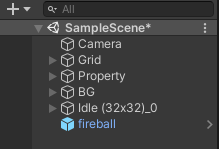 All
SampleScene*
Camera
Grid
Property
BG
Idle (32x32)_0
fireball